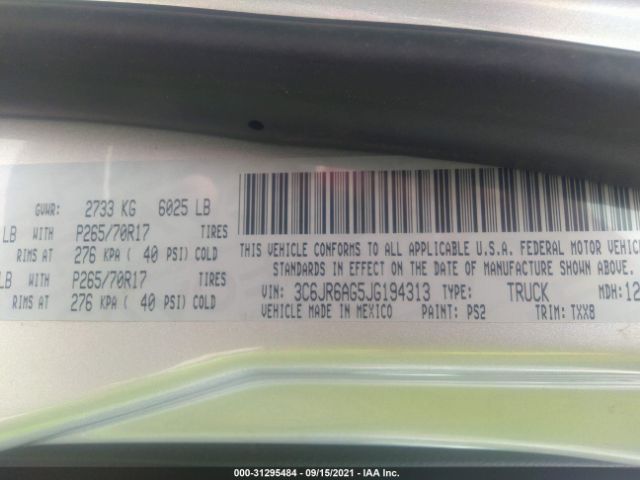 GVWR: 2733 KG 6025 LB
LB WITH P265/70R17 TIRES
RIMS AT 276 KPA ( 40 PSI) COLD
LB WITH P265/70R17 TIRES
RIMS AT 276 KPA ( 40 PSI) COLD
THIS VEHICLE CONFORMS TO ALL APPLICABLE U.S.A. FEDERAL MOTOR VEHIC
STANDARDS IN EFFECT ON THE DATE OF MANUFACTURE SHOWN ABOVE.
VIN: 3C6JR6AG5JG194313 TYPE: TRUCK MDH: 12
VEHICLE MADE IN MEXICO PAINT: PS2 TRIM: TXX8
000-31295484 - 09/15/2021 - IAA Inc.